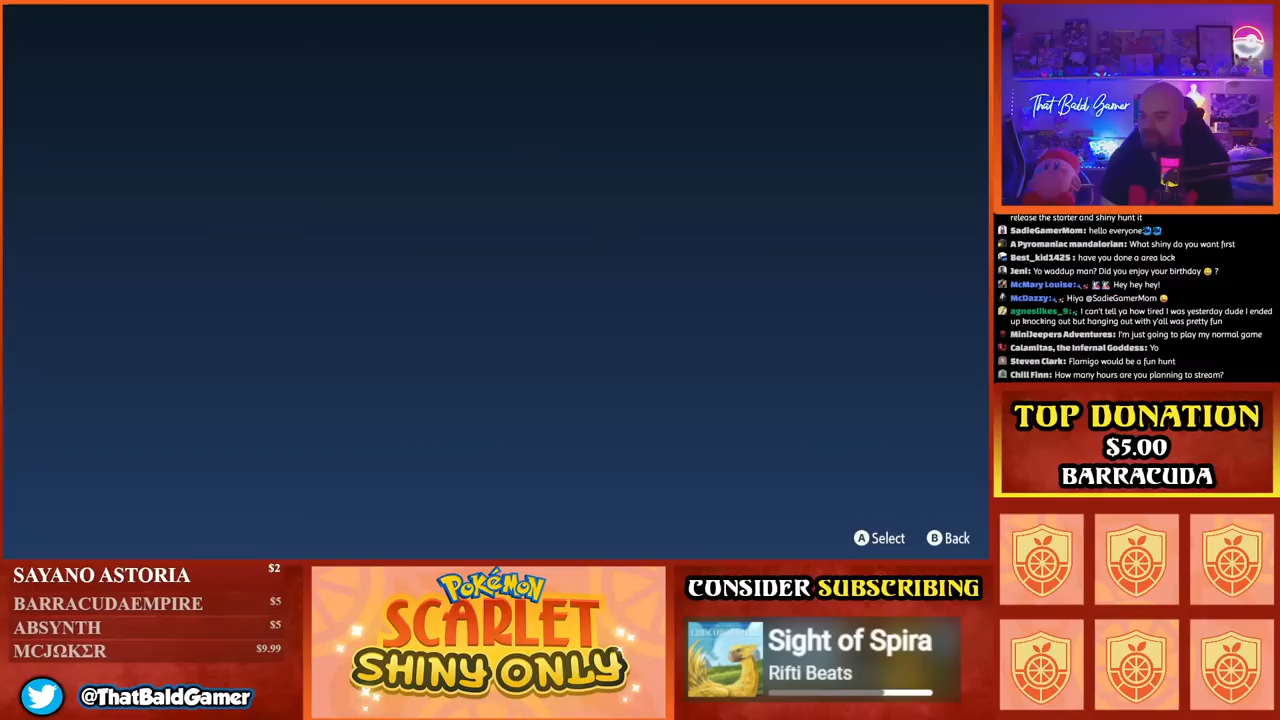 That Bald Gamer
release the starter and shiny hunt it
SadieGamerMom: hello everyone
A Pyromaniac mandalorian: What shiny do you want first
Best_kid1425 : have you done a area lock
Jeni: Yo waddup man? Did you enjoy your birthday 😄 ?
McMary Louise: Hey hey hey!
McDazzy: Hiya @SadieGamerMom 😄
agneslikes_9: I can't tell ya how tired I was yesterday dude I ended
up knocking out but hanging out with y'all was pretty fun
MiniJeepers Adventures: I'm just going to play my normal game
Calamitas, the Infernal Goddess: Yo
Steven Clark: Flamigo would be a fun hunt
Chill Finn: How many hours are you planning to stream?
TOP DONATION
$5.00
BARRACUDA
A Select B Back
SAYANO ASTORIA $2
BARRACUDAEMPIRE $5
ABSYNTH $5
MCJΩKΣR $9.99
@ThatBaldGamer
POKéMON
SCARLET
SHINY ONLY
CONSIDER SUBSCRIBING
Sight of Spira
Rifti Beats